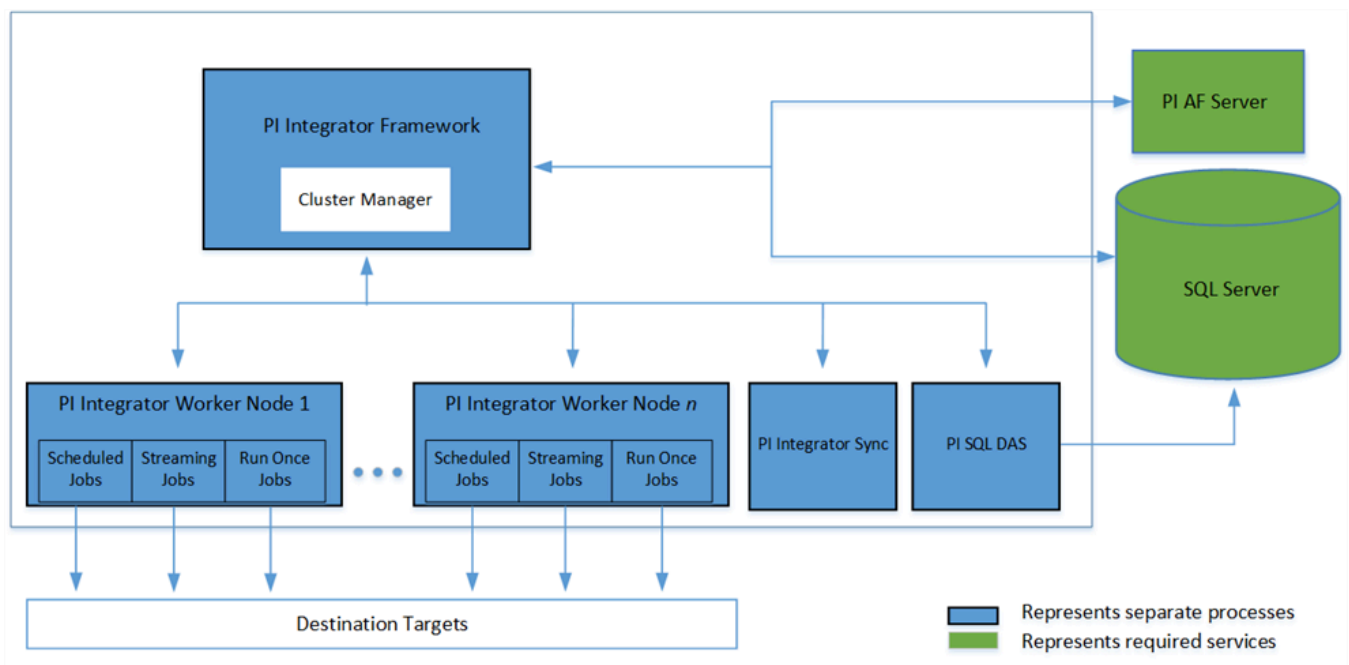 PI Integrator Framework
Cluster Manager
PI AF Server
SQL Server
PI Integrator Worker Node 1
Scheduled
Jobs
Streaming
Jobs
Run Once
Jobs
PI Integrator Worker Node n
Scheduled
Jobs
Streaming
Jobs
Run Once
Jobs
PI Integrator Sync
PI SQL DAS
Destination Targets
Represents separate processes
Represents required services